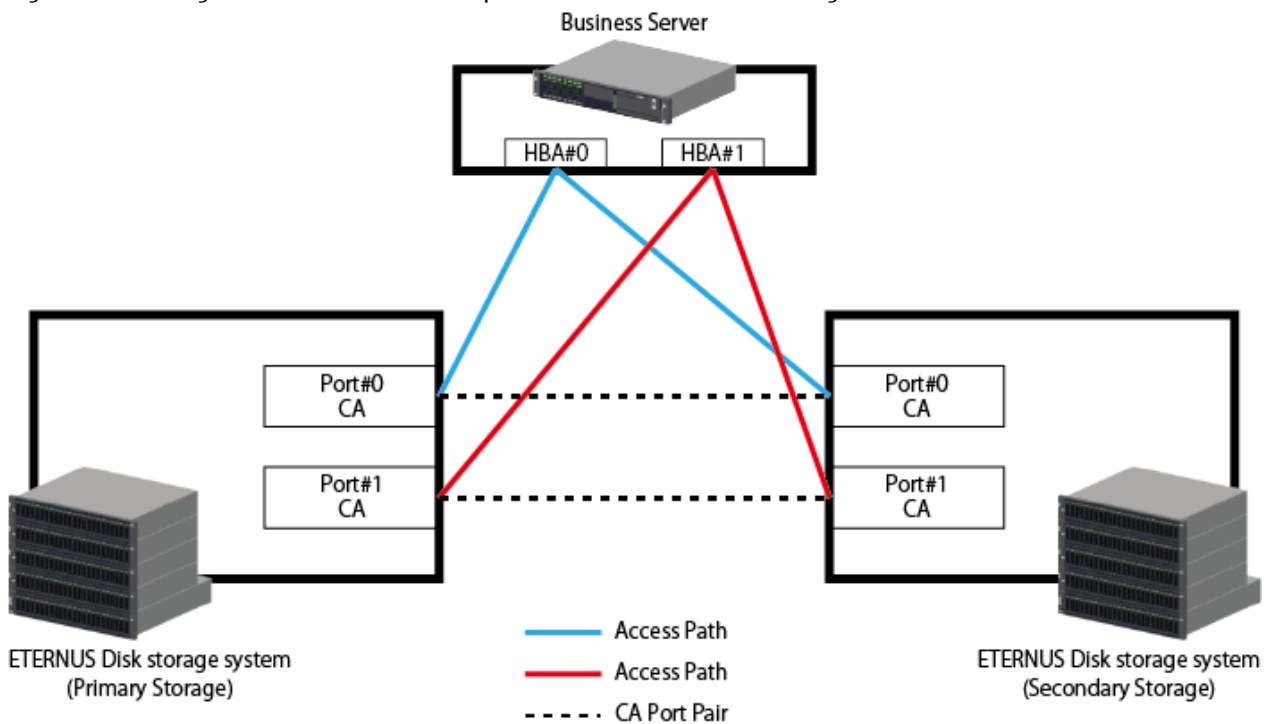 Business Server
HBA#0
HBA#1
Port#0
CA
Port#0
CA
Port#1
CA
Port#1
CA
Access Path
ETERNUS Disk storage system
(Primary Storage)
ETERNUS Disk storage system
(Secondary Storage)
Access Path
CA Port Pair